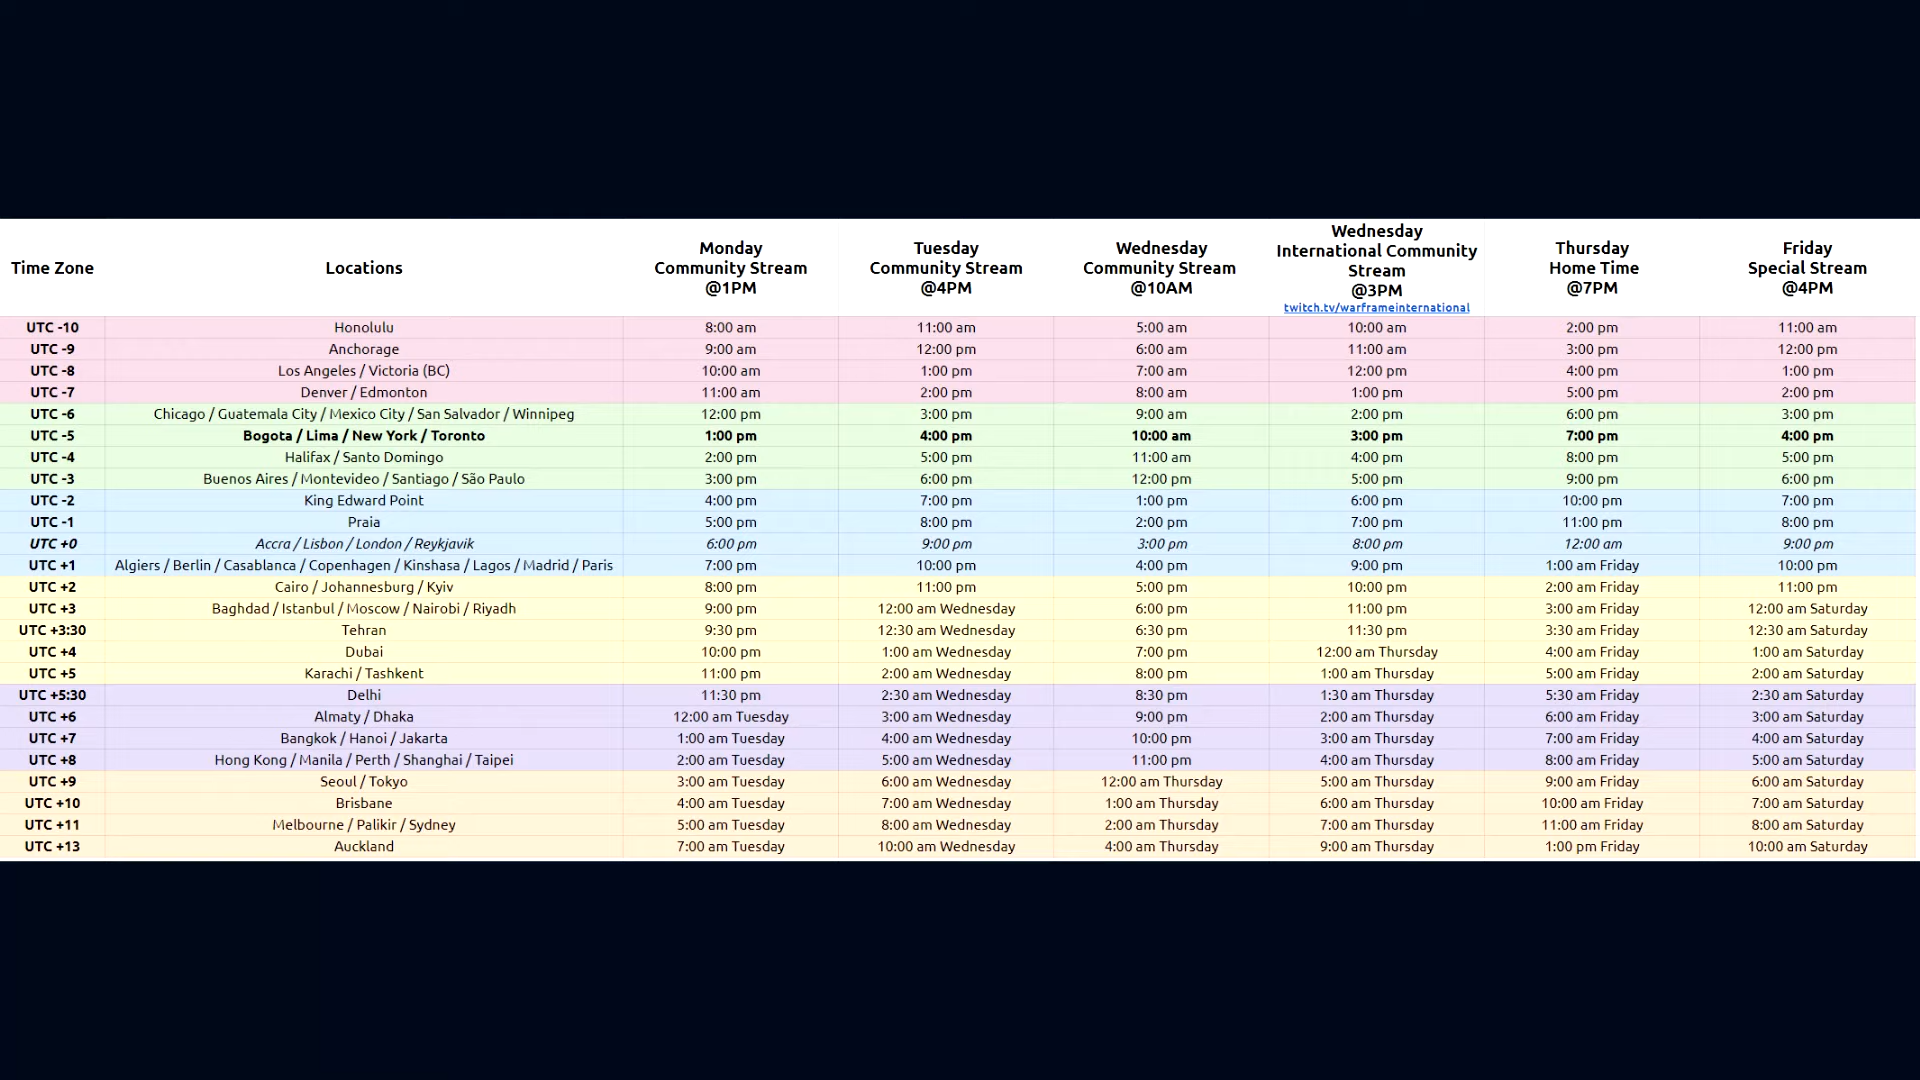 Time Zone Locations Monday Community Stream @1PM Tuesday Community Stream @4PM Wednesday Community Stream @10AM Wednesday International Community Stream @3PM twitch.tv/warframeinternational Thursday Home Time @7PM Friday Special Stream @4PM
UTC -10 Honolulu 8:00 am 11:00 am 5:00 am 10:00 am 2:00 pm 11:00 am
UTC -9 Anchorage 9:00 am 12:00 pm 6:00 am 11:00 am 3:00 pm 12:00 pm
UTC -8 Los Angeles / Victoria (BC) 10:00 am 1:00 pm 7:00 am 12:00 pm 4:00 pm 1:00 pm
UTC -7 Denver / Edmonton 11:00 am 2:00 pm 8:00 am 1:00 pm 5:00 pm 2:00 pm
UTC -6 Chicago / Guatemala City / Mexico City / San Salvador / Winnipeg 12:00 pm 3:00 pm 9:00 am 2:00 pm 6:00 pm 3:00 pm
UTC -5 Bogota / Lima / New York / Toronto 1:00 pm 4:00 pm 10:00 am 3:00 pm 7:00 pm 4:00 pm
UTC -4 Halifax / Santo Domingo 2:00 pm 5:00 pm 11:00 am 4:00 pm 8:00 pm 5:00 pm
UTC -3 Buenos Aires / Montevideo / Santiago / São Paulo 3:00 pm 6:00 pm 12:00 pm 5:00 pm 9:00 pm 6:00 pm
UTC -2 King Edward Point 4:00 pm 7:00 pm 1:00 pm 6:00 pm 10:00 pm 7:00 pm
UTC -1 Praia 5:00 pm 8:00 pm 2:00 pm 7:00 pm 11:00 pm 8:00 pm
UTC +0 Accra / Lisbon / London / Reykjavik 6:00 pm 9:00 pm 3:00 pm 8:00 pm 12:00 am 9:00 pm
UTC +1 Algiers / Berlin / Casablanca / Copenhagen / Kinshasa / Lagos / Madrid / Paris 7:00 pm 10:00 pm 4:00 pm 9:00 pm 1:00 am Friday 10:00 pm
UTC +2 Cairo / Johannesburg / Kyiv 8:00 pm 11:00 pm 5:00 pm 10:00 pm 2:00 am Friday 11:00 pm
UTC +3 Baghdad / Istanbul / Moscow / Nairobi / Riyadh 9:00 pm 12:00 am Wednesday 6:00 pm 11:00 pm 3:00 am Friday 12:00 am Saturday
UTC +3:30 Tehran 9:30 pm 12:30 am Wednesday 6:30 pm 11:30 pm 3:30 am Friday 12:30 am Saturday
UTC +4 Dubai 10:00 pm 1:00 am Wednesday 7:00 pm 12:00 am Thursday 4:00 am Friday 1:00 am Saturday
UTC +5 Karachi / Tashkent 11:00 pm 2:00 am Wednesday 8:00 pm 1:00 am Thursday 5:00 am Friday 2:00 am Saturday
UTC +5:30 Delhi 11:30 pm 2:30 am Wednesday 8:30 pm 1:30 am Thursday 5:30 am Friday 2:30 am Saturday
UTC +6 Almaty / Dhaka 12:00 am Tuesday 3:00 am Wednesday 9:00 pm 2:00 am Thursday 6:00 am Friday 3:00 am Saturday
UTC +7 Bangkok / Hanoi / Jakarta 1:00 am Tuesday 4:00 am Wednesday 10:00 pm 3:00 am Thursday 7:00 am Friday 4:00 am Saturday
UTC +8 Hong Kong / Manila / Perth / Shanghai / Taipei 2:00 am Tuesday 5:00 am Wednesday 11:00 pm 4:00 am Thursday 8:00 am Friday 5:00 am Saturday
UTC +9 Seoul / Tokyo 3:00 am Tuesday 6:00 am Wednesday 12:00 am Thursday 5:00 am Thursday 9:00 am Friday 6:00 am Saturday
UTC +10 Brisbane 4:00 am Tuesday 7:00 am Wednesday 1:00 am Thursday 6:00 am Thursday 10:00 am Friday 7:00 am Saturday
UTC +11 Melbourne / Palikir / Sydney 5:00 am Tuesday 8:00 am Wednesday 2:00 am Thursday 7:00 am Thursday 11:00 am Friday 8:00 am Saturday
UTC +13 Auckland 7:00 am Tuesday 10:00 am Wednesday 4:00 am Thursday 9:00 am Thursday 1:00 pm Friday 10:00 am Saturday